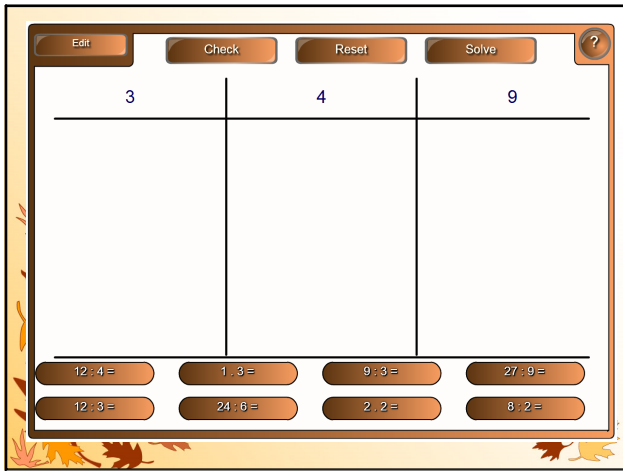 Edit Check Reset Solve ?
3 4 9
12 : 4 = 1 . 3 = 9 : 3 = 27 : 9 =
12 : 3 = 24 : 6 = 2 . 2 = 8 : 2 =